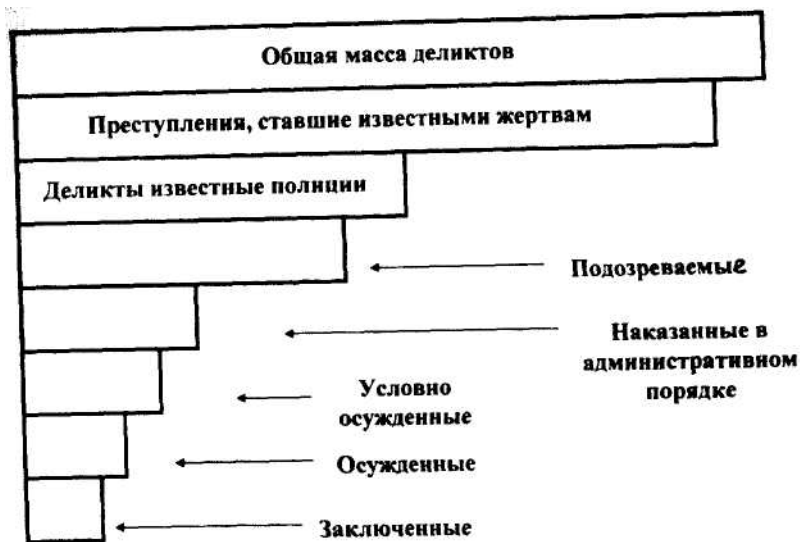 Общая масса деликтов
Преступления, ставшие известными жертвам
Деликты известные полиции
Подозреваемые
Наказанные в
административном
порядке
Условно
осужденные
Осужденные
Заключенные